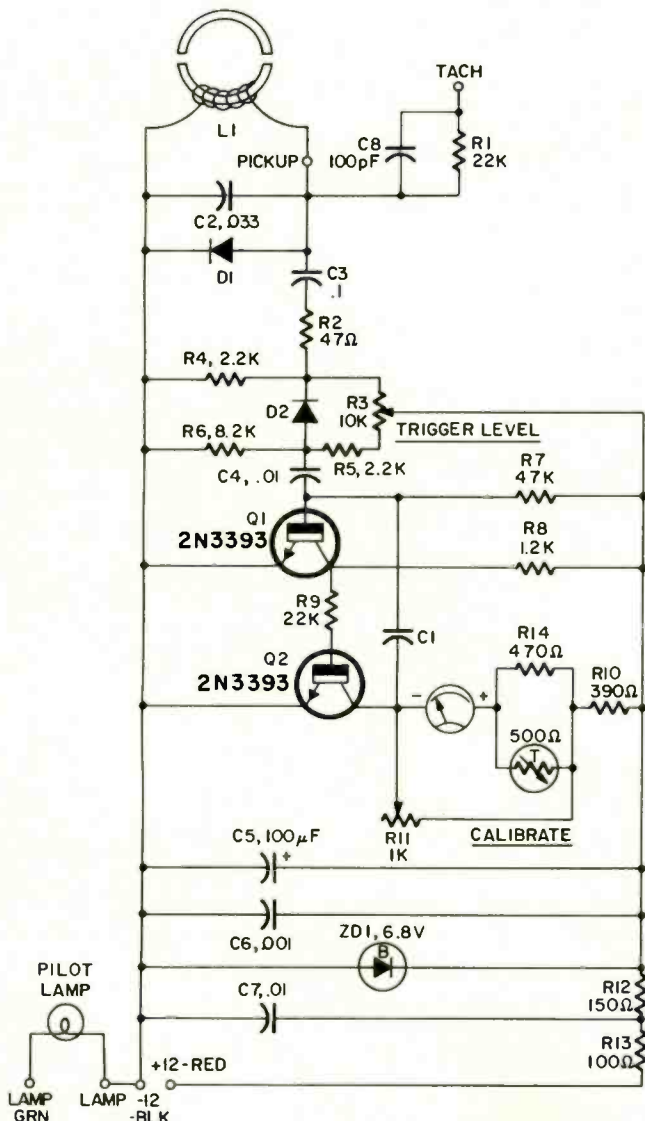 L1
TACH
PICKUP
C8
100pF
R1
22K
C2,.033
D1
C3
.1
R2
47Ω
R4, 2.2K
D2
R3
10K
TRIGGER LEVEL
R6, 8.2K
R5, 2.2K
C4, .01
R7
47K
Q1
2N3393
R8
1.2K
R9
22K
C1
R14
470Ω
R10
390Ω
Q2
2N3393
- +
500Ω
T
R11
1K
CALIBRATE
C5, 100µF
+
C6, .001
ZD1, 6.8V
B
PILOT
LAMP
C7, .01
R12
150Ω
R13
100Ω
+12-RED
LAMP
GRN
LAMP
-12
-BLK